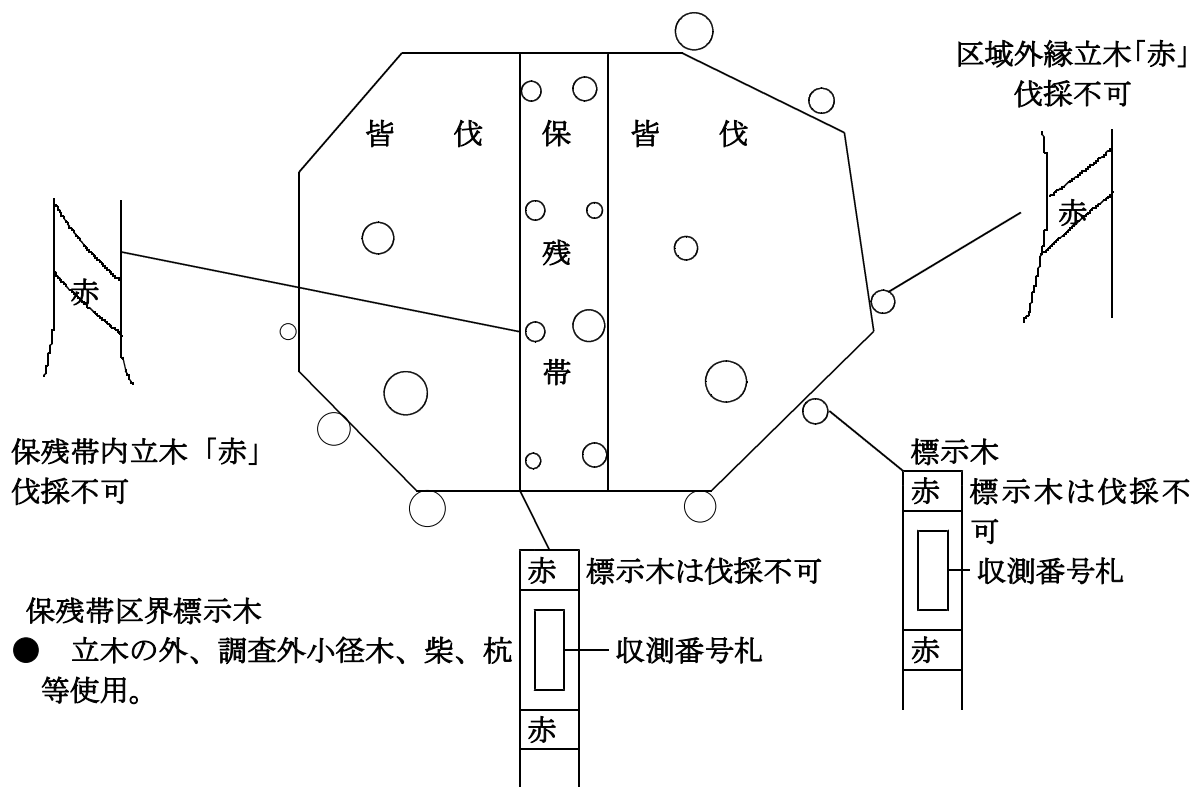 区域外縁立木「赤」
伐採不可
皆 伐 保 皆 伐
残
帯
赤
赤
保残帯内立木「赤」
伐採不可
標示木
赤
標示木は伐採不
可
収測番号札
赤
赤
標示木は伐採不可
保残帯区界標示木
● 立木の外、調査外小径木、柴、杭
等使用。
収測番号札
赤